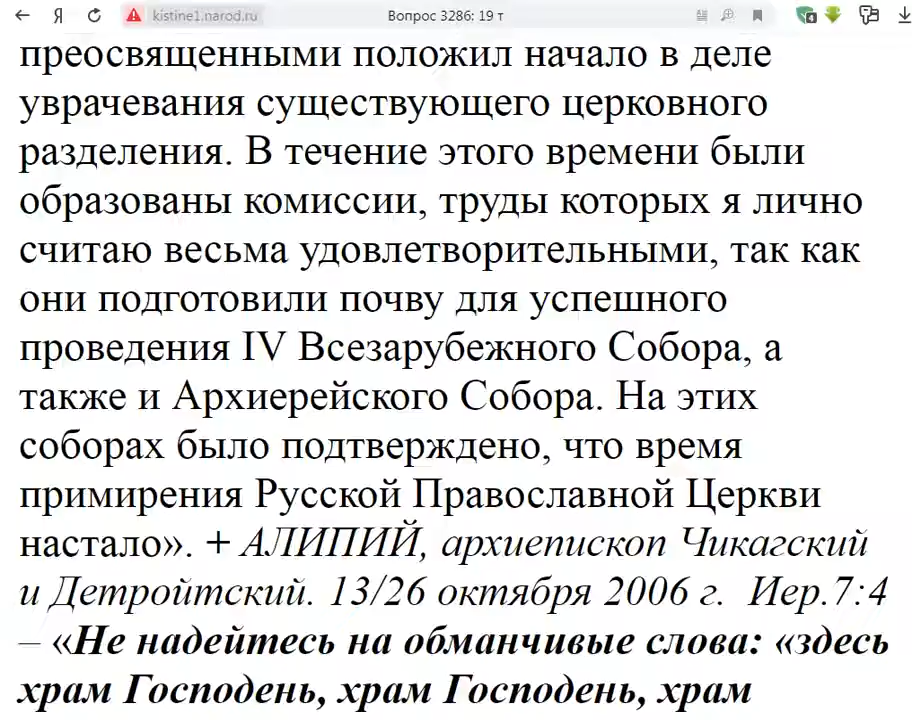 kistine1.narod.ru Вопрос 3286: 19 т
преосвященными положил начало в деле
уврачевания существующего церковного
разделения. В течение этого времени были
образованы комиссии, труды которых я лично
считаю весьма удовлетворительными, так как
они подготовили почву для успешного
проведения IV Всезарубежного Собора, а
также и Архиерейского Собора. На этих
соборах было подтверждено, что время
примирения Русской Православной Церкви
настало». + АЛИПИЙ, архиепископ Чикагский
и Детройтский. 13/26 октября 2006 г. Иер.7:4
– «Не надейтесь на обманчивые слова: «здесь
храм Господень, храм Господень, храм